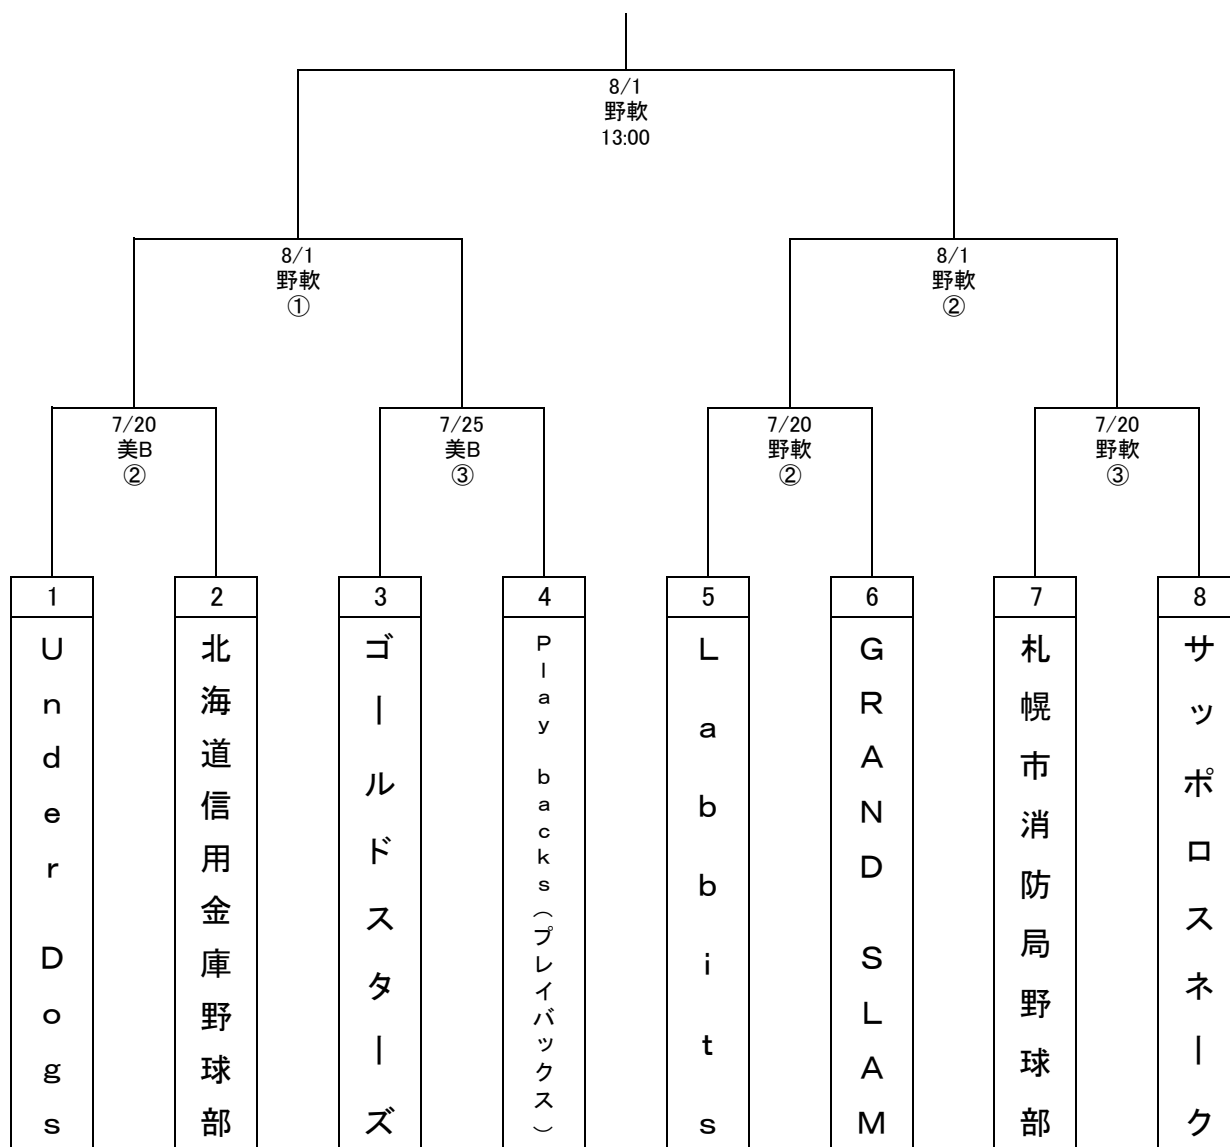 8/1
野軟
13:00
8/1
野軟
①
8/1
野軟
②
7/20
美B
②
7/25
美B
③
7/20
野軟
②
7/20
野軟
③
1
2
3
4
5
6
7
8
Under Dogs
北海道信用金庫野球部
ゴールドスターズ
Play backs（プレイバックス）
Labbits
GRAND SLAM
札幌市消防局野球部
サッポロスネーク